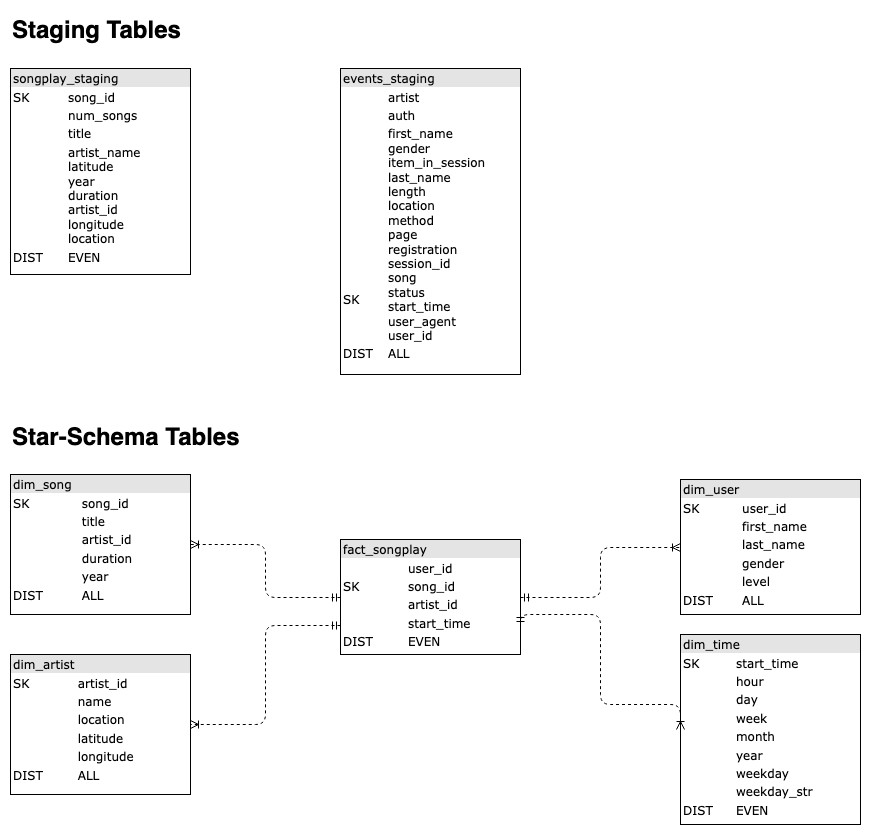 Staging Tables
songplay_staging
SK song_id
num_songs
title
artist_name
latitude
year
duration
artist_id
longitude
location
DIST EVEN
events_staging
artist
auth
first_name
gender
item_in_session
last_name
length
location
method
page
registration
session_id
song
SK status
start_time
user_agent
user_id
DIST ALL
Star-Schema Tables
dim_song
SK song_id
title
artist_id
duration
year
DIST ALL
dim_artist
SK artist_id
name
location
latitude
longitude
DIST ALL
fact_songplay
user_id
SK song_id
artist_id
start_time
DIST EVEN
dim_user
SK user_id
first_name
last_name
gender
level
DIST ALL
dim_time
SK start_time
hour
day
week
month
year
weekday
weekday_str
DIST EVEN